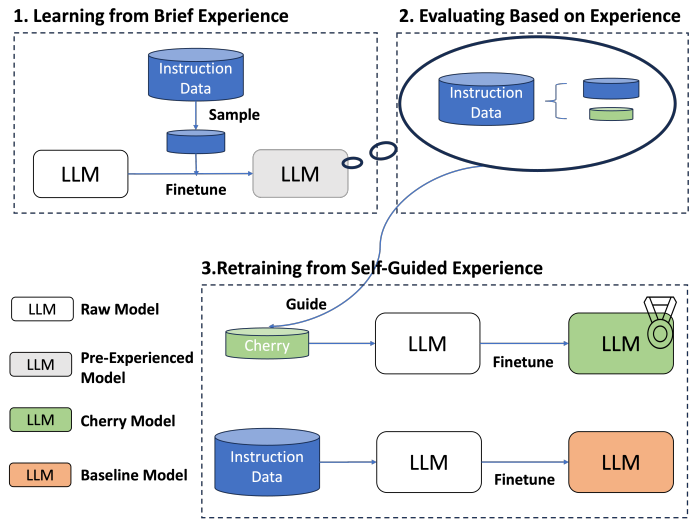 1. Learning from Brief Experience
Instruction
Data
Sample
LLM
Finetune
LLM
2. Evaluating Based on Experience
Instruction
Data
3.Retraining from Self-Guided Experience
Guide
Cherry
LLM
Finetune
LLM
Instruction
Data
LLM
Finetune
LLM
LLM Raw Model
LLM Pre-Experienced
Model
LLM Cherry Model
LLM Baseline Model